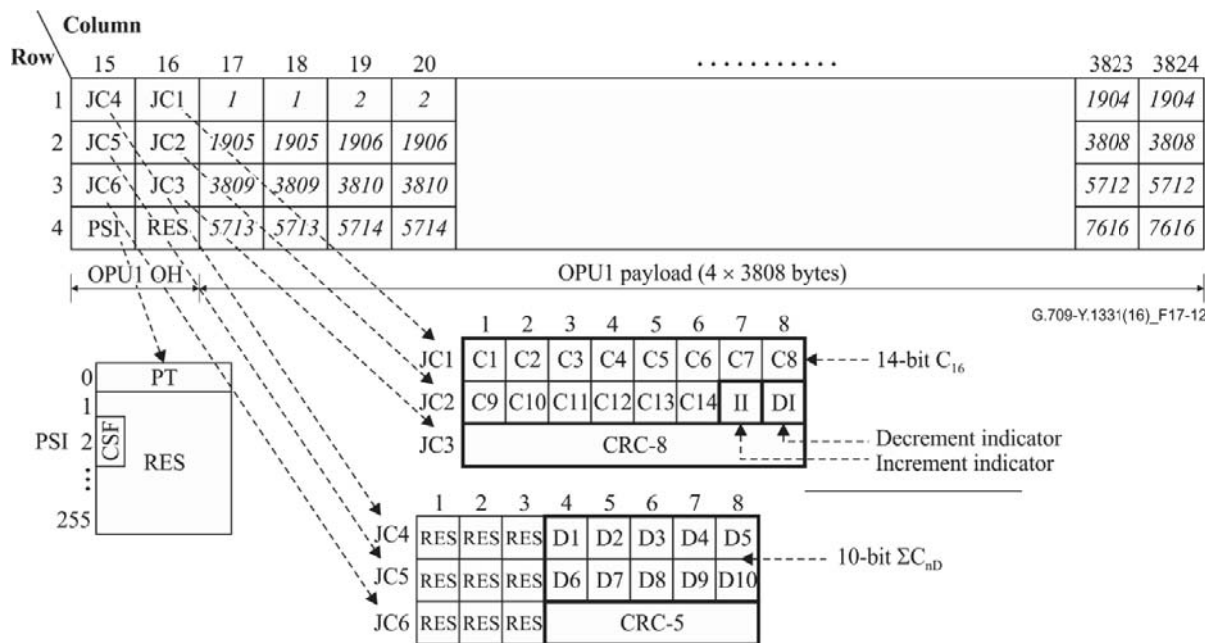 Column
Row
15 16 17 18 19 20 ........... 3823 3824
1 JC4 JC1 1 1 2 2 1904 1904
2 JC5 JC2 1905 1905 1906 1906 3808 3808
3 JC6 JC3 3809 3809 3810 3810 5712 5712
4 PSI RES 5713 5713 5714 5714 7616 7616
OPU1 OH OPU1 payload (4 × 3808 bytes)
G.709-Y.1331(16)_F17-12
1 2 3 4 5 6 7 8
JC1 C1 C2 C3 C4 C5 C6 C7 C8 14-bit C16
JC2 C9 C10 C11 C12 C13 C14 II DI
JC3 CRC-8
Decrement indicator
Increment indicator
0 PT
1
PSI 2 CSF RES
...
255
1 2 3 4 5 6 7 8
JC4 RES RES RES D1 D2 D3 D4 D5
10-bit ΣCnD
JC5 RES RES RES D6 D7 D8 D9 D10
JC6 RES RES RES CRC-5